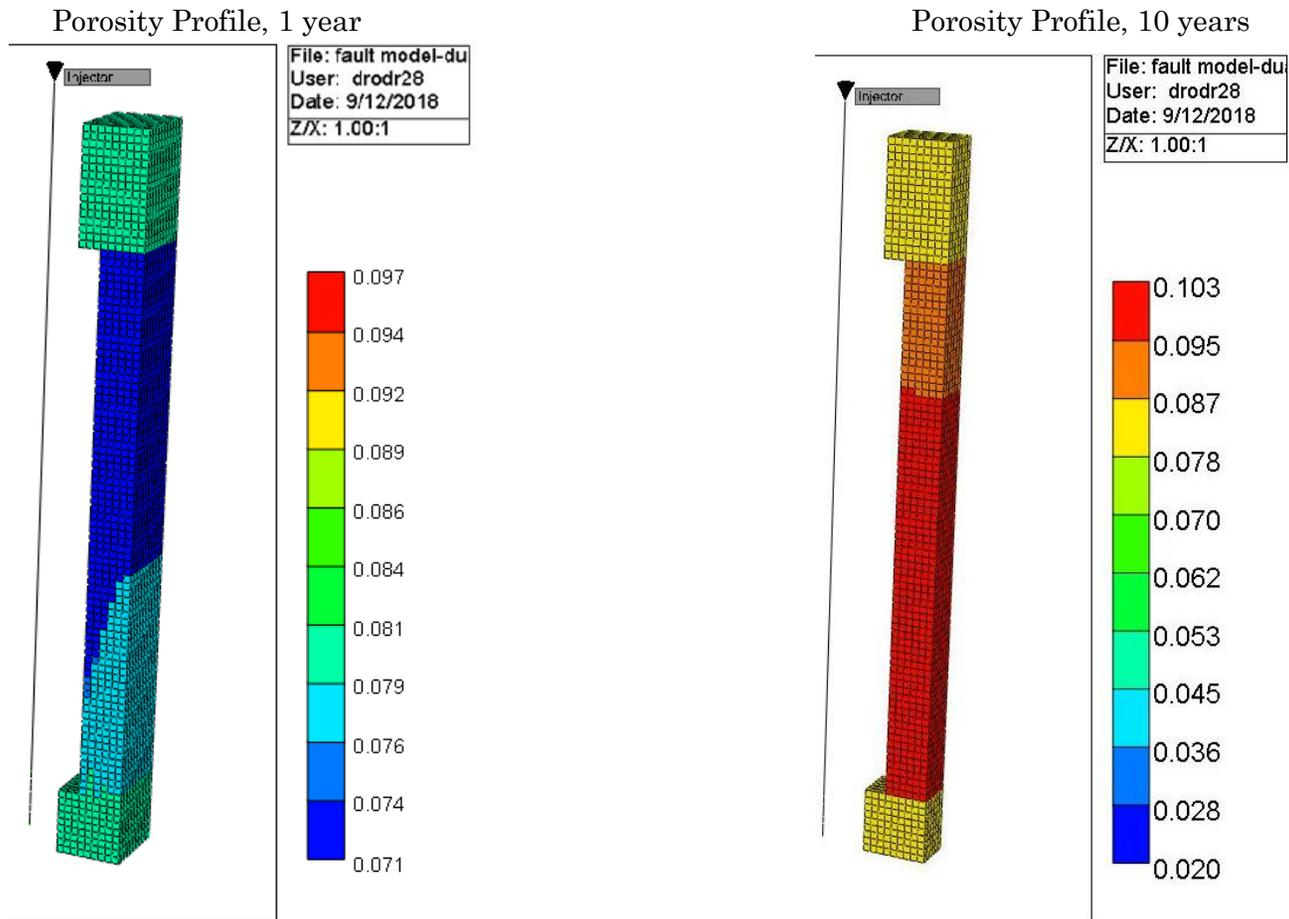 Porosity Profile, 1 year
Injector
File: fault model-du
User: drodr28
Date: 9/12/2018
Z/X: 1.00:1
0.097
0.094
0.092
0.089
0.086
0.084
0.081
0.079
0.076
0.074
0.071
Porosity Profile, 10 years
Injector
File: fault model-du
User: drodr28
Date: 9/12/2018
Z/X: 1.00:1
0.103
0.095
0.087
0.078
0.070
0.062
0.053
0.045
0.036
0.028
0.020